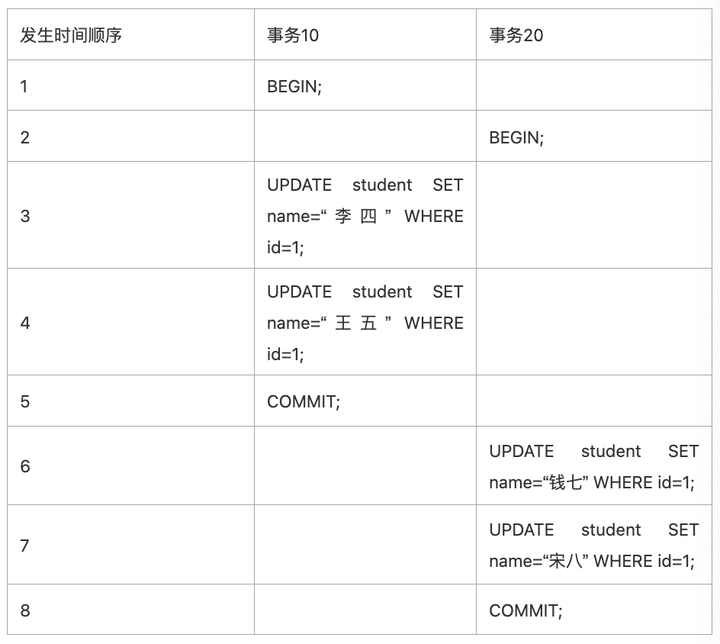 发生时间顺序 事务10 事务20
1 BEGIN;
2 BEGIN;
3
UPDATE student SET
name=“李四” WHERE
id=1;
4
UPDATE student SET
name=“王五” WHERE
id=1;
5 COMMIT;
6
UPDATE student SET
name=“钱七” WHERE id=1;
7
UPDATE student SET
name=“宋八” WHERE id=1;
8 COMMIT;